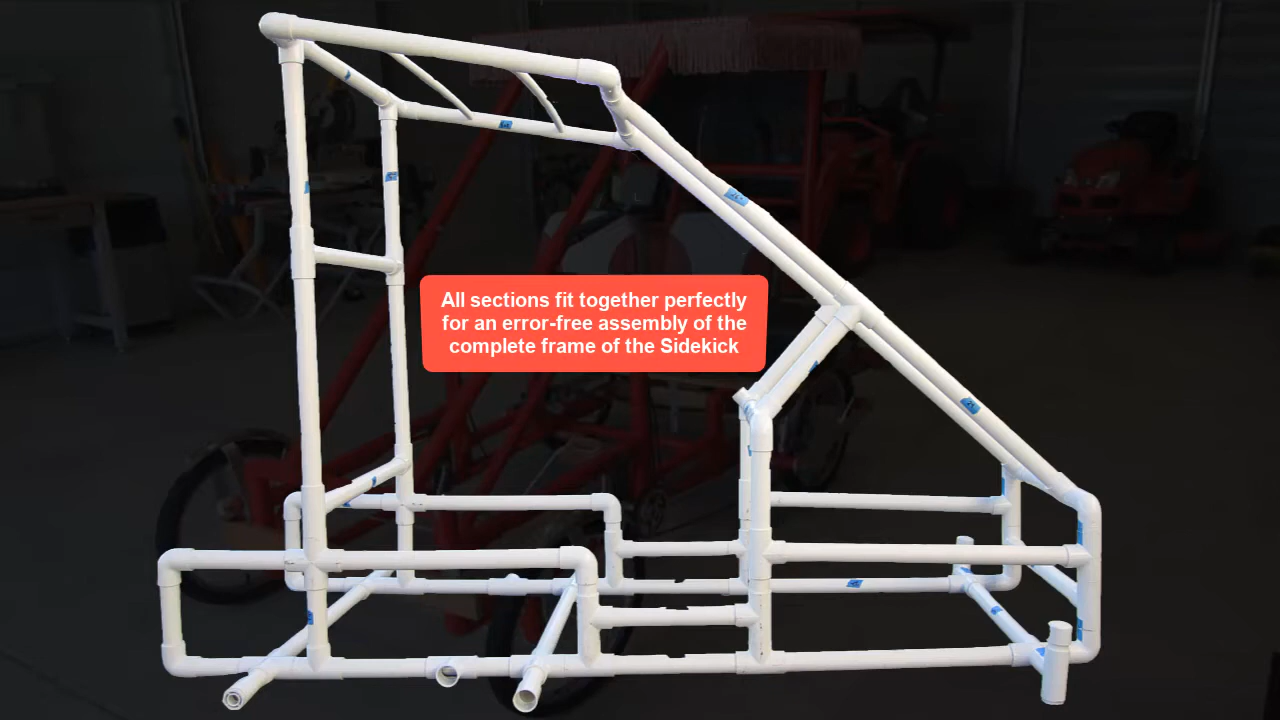 All sections fit together perfectly
for an error-free assembly of the
complete frame of the Sidekick